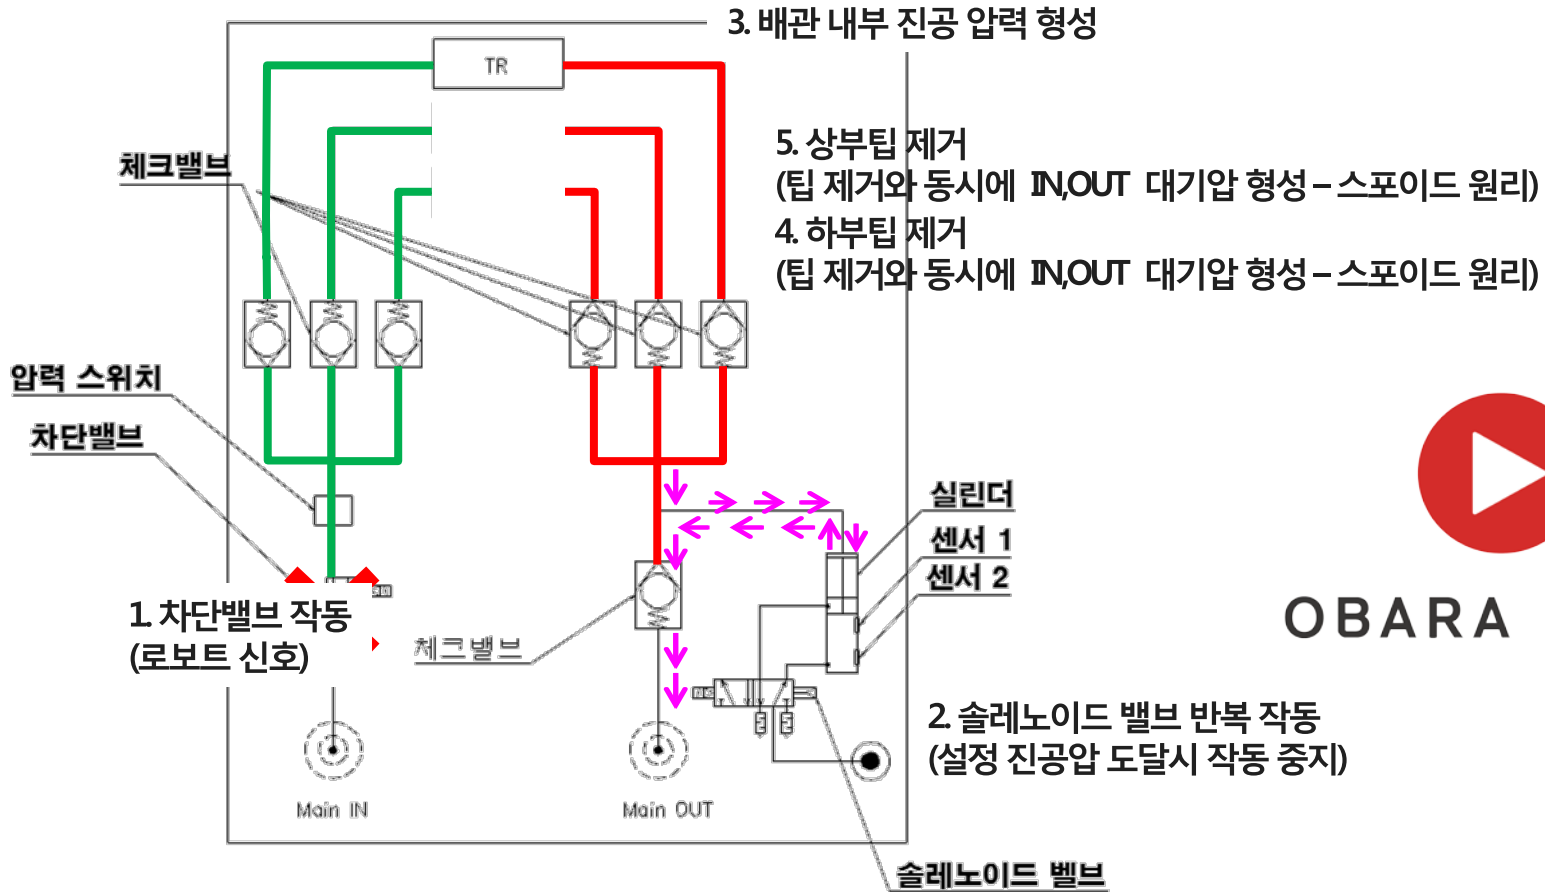 3. 배관 내부 진공 압력 형성
TR
5. 상부팁 제거
(팁 제거와 동시에 IN,OUT 대기압 형성 – 스포이드 원리)
체크밸브
4. 하부팁 제거
(팁 제거와 동시에 IN,OUT 대기압 형성 – 스포이드 원리)
압력 스위치
차단밸브
실린더
센서 1
센서 2
OBARA
1. 차단밸브 작동
(로보트 신호)
체크밸브
2. 솔레노이드 밸브 반복 작동
(설정 진공압 도달시 작동 중지)
Main IN
Main OUT
솔레노이드 벨브